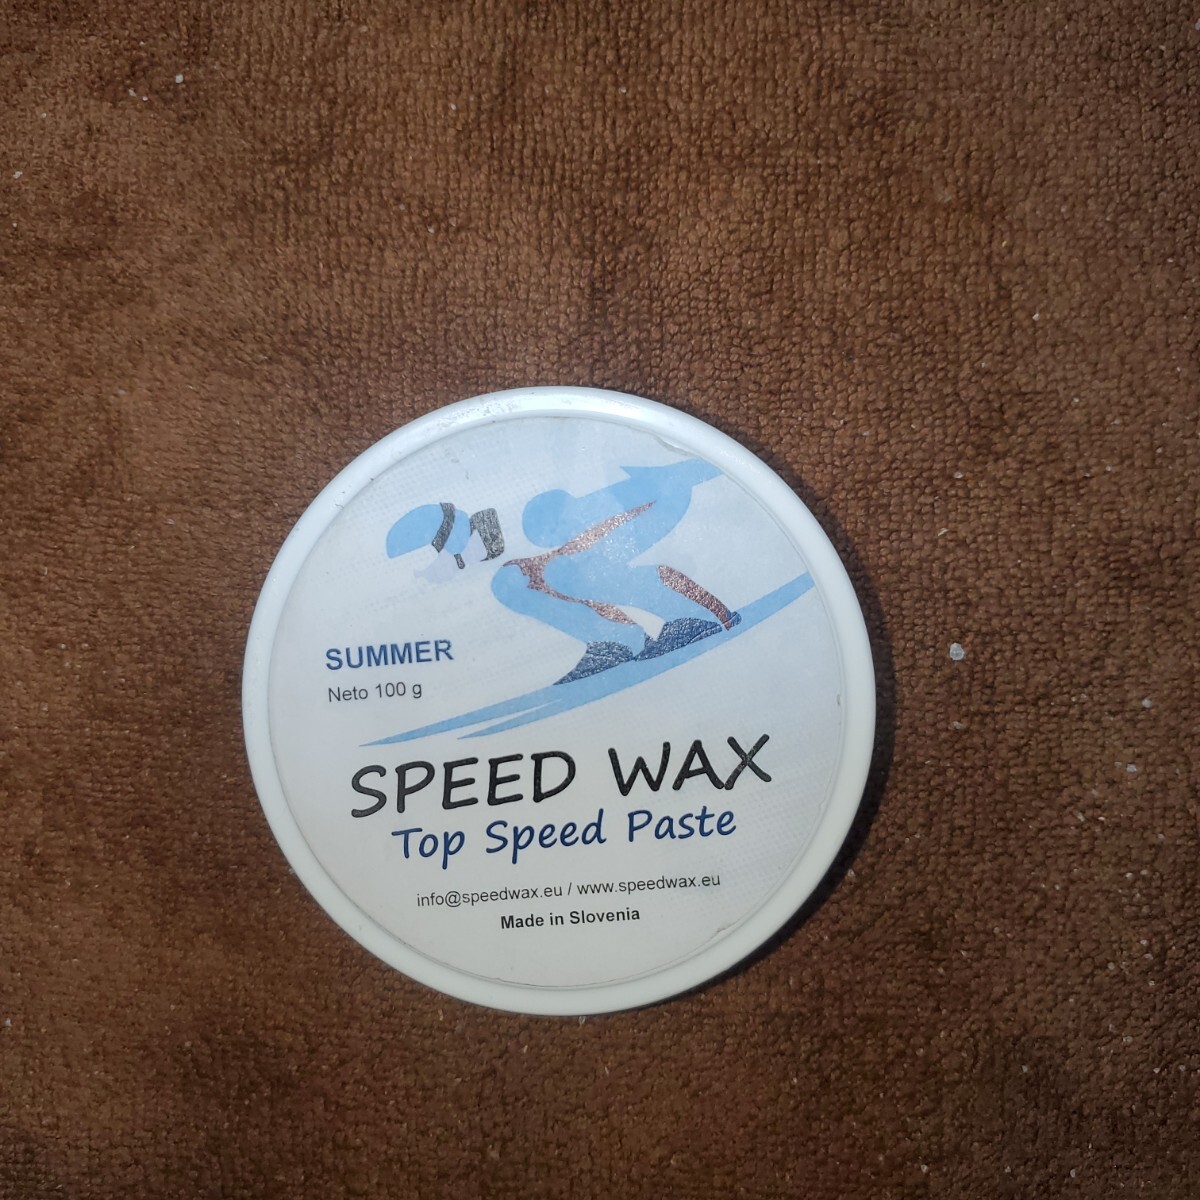 SUMMER
Neto 100 g
SPEED WAX
Top Speed Paste
info@speedwax.eu / www.speedwax.eu
Made in Slovenia